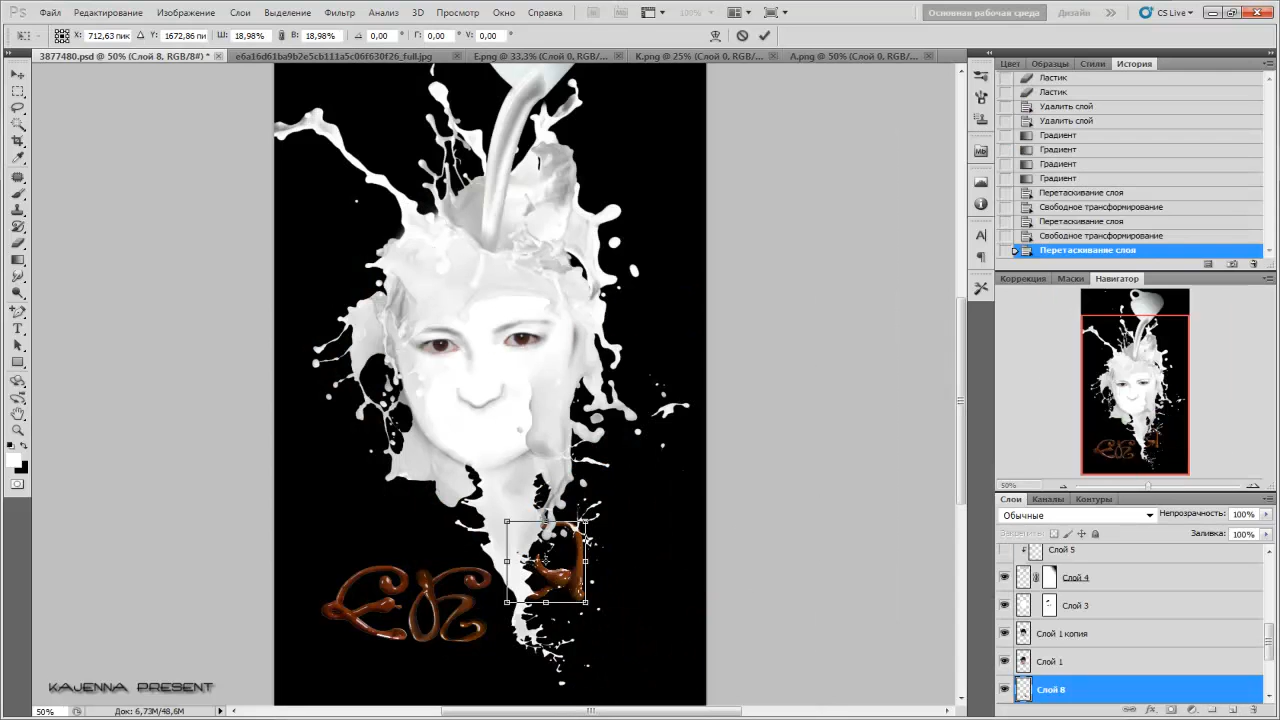 PS Файл Редактирование Изображение Слои Выделение Фильтр Анализ 3D Просмотр Окно Справка 100% Основная рабочая среда Дизайн CS Live
X: 712,63 пик Y: 1672,86 пи Ш: 18,98% В: 18,98% 0,00 ° Г: 0,00 ° V: 0,00 °
3877480.psd @ 50% (Слой 8, RGB/8#) * e6a16d61ba9b2e5cb111a5c06f630f26_full.jpg E.png @ 33,3% (Слой 0, RGB/... K.png @ 25% (Слой 0, RGB/... A.png @ 50% (Слой 0, RGB/...
Цвет Образцы Стили История
Ластик
Ластик
Удалить слой
Удалить слой
Градиент
Градиент
Градиент
Градиент
Перетаскивание слоя
Свободное трансформирование
Перетаскивание слоя
Свободное трансформирование
Перетаскивание слоя
Коррекция Маски Навигатор
50%
Слои Каналы Контуры
Обычные Непрозрачность: 100%
Закрепить: Заливка: 100%
Слой 5
Слой 4
Слой 3
Слой 1 копия
Слой 1
Слой 8
KAJENNA PRESENT
50% Док: 6,73M/48,6M